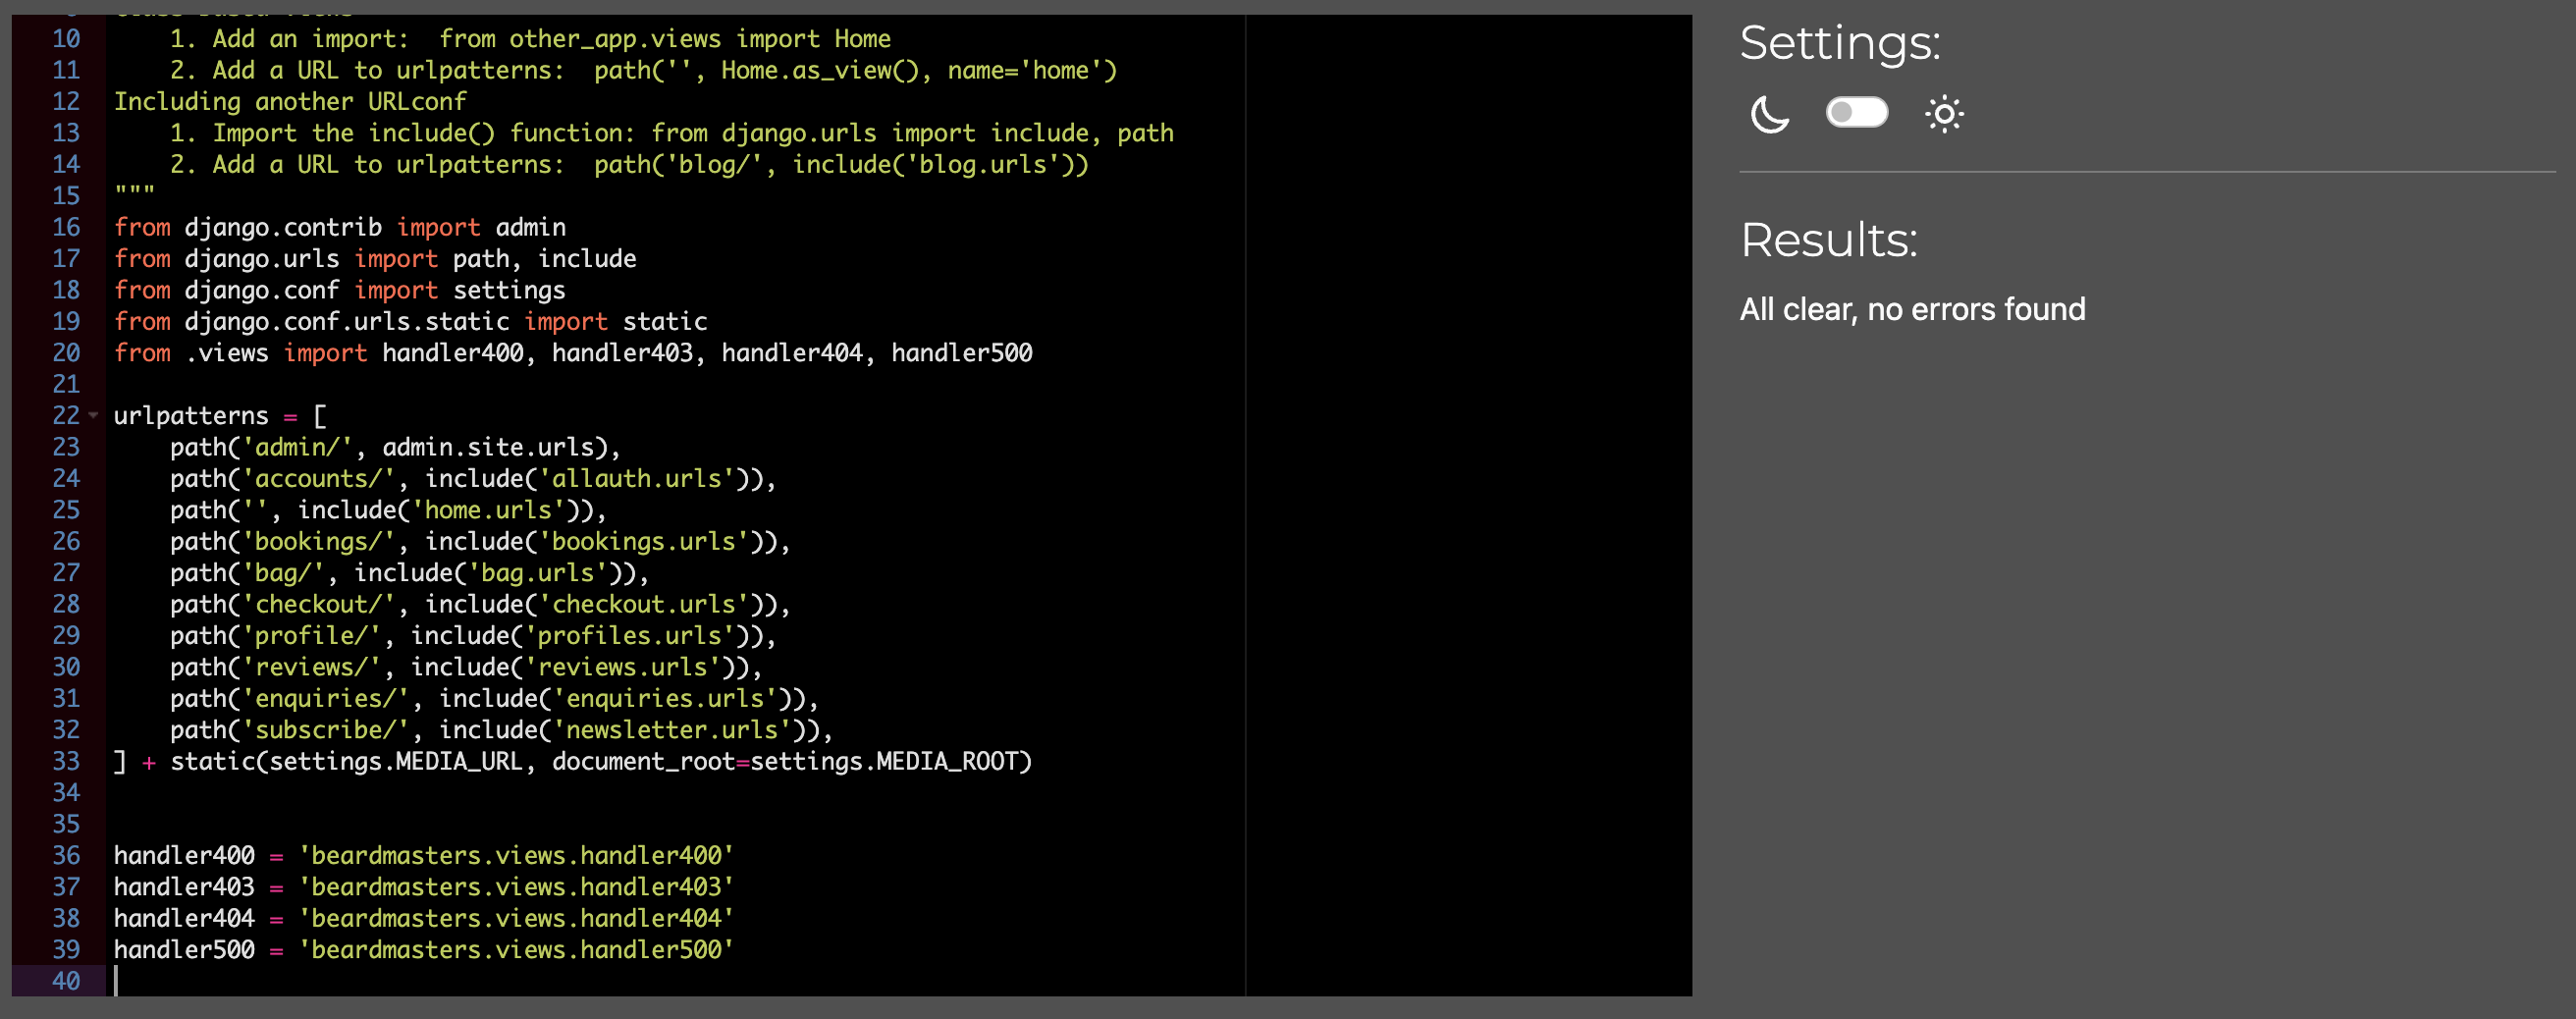 10     1. Add an import:  from other_app.views import Home
11     2. Add a URL to urlpatterns:  path('', Home.as_view(), name='home')
12 Including another URLconf
13     1. Import the include() function: from django.urls import include, path
14     2. Add a URL to urlpatterns:  path('blog/', include('blog.urls'))
15 """
16 from django.contrib import admin
17 from django.urls import path, include
18 from django.conf import settings
19 from django.conf.urls.static import static
20 from .views import handler400, handler403, handler404, handler500
21
22 urlpatterns = [
23     path('admin/', admin.site.urls),
24     path('accounts/', include('allauth.urls')),
25     path('', include('home.urls')),
26     path('bookings/', include('bookings.urls')),
27     path('bag/', include('bag.urls')),
28     path('checkout/', include('checkout.urls')),
29     path('profile/', include('profiles.urls')),
30     path('reviews/', include('reviews.urls')),
31     path('enquiries/', include('enquiries.urls')),
32     path('subscribe/', include('newsletter.urls')),
33 ] + static(settings.MEDIA_URL, document_root=settings.MEDIA_ROOT)
34
35
36 handler400 = 'beardmasters.views.handler400'
37 handler403 = 'beardmasters.views.handler403'
38 handler404 = 'beardmasters.views.handler404'
39 handler500 = 'beardmasters.views.handler500'
40
Settings:
Results:
All clear, no errors found